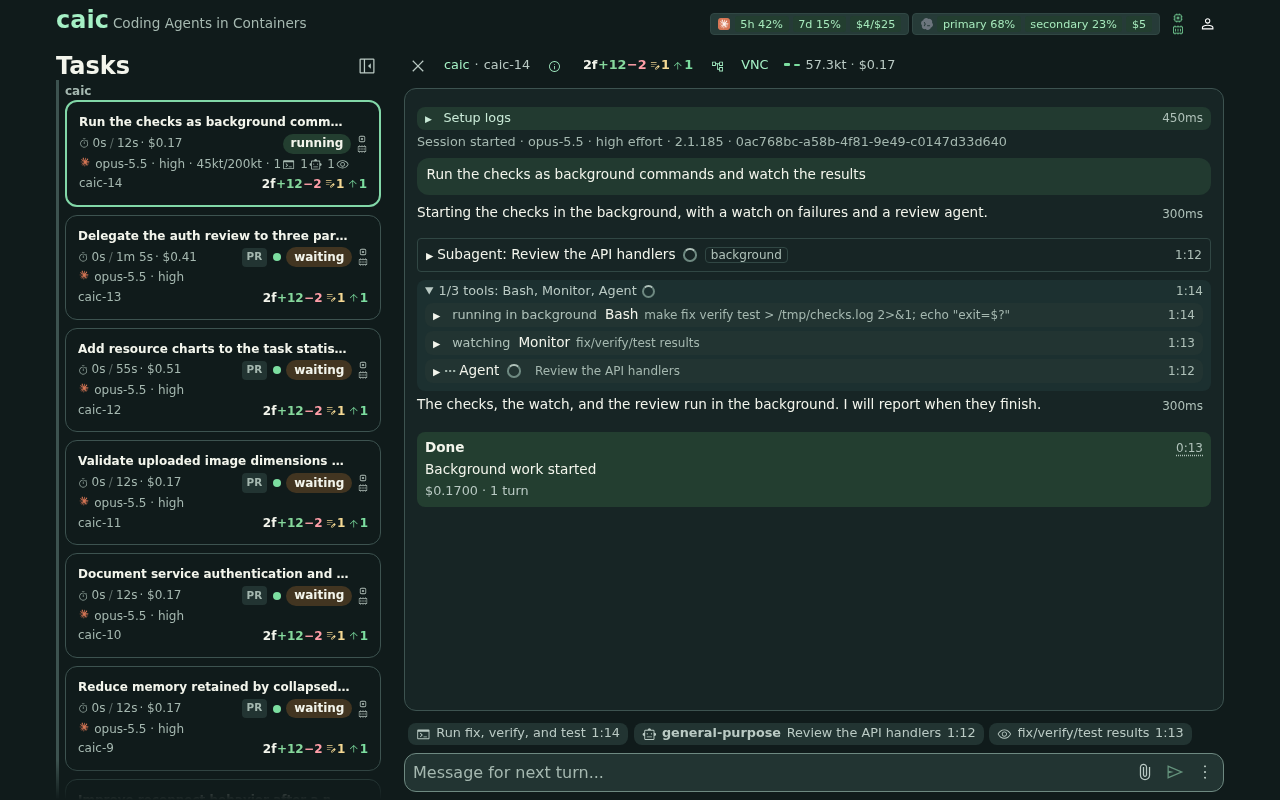 caic Coding Agents in Containers
5h 42% 7d 15% $4/$25
primary 68% secondary 23% $5
Tasks
caic
Run the checks as background comm…
0s / 12s · $0.17 running
opus-5.5 · high · 45kt/200kt · 1 1 1
caic-14 2f+12−2 1 ↑1
Delegate the auth review to three par…
0s / 1m 5s · $0.41 PR waiting
opus-5.5 · high
caic-13 2f+12−2 1 ↑1
Add resource charts to the task statis…
0s / 55s · $0.51 PR waiting
opus-5.5 · high
caic-12 2f+12−2 1 ↑1
Validate uploaded image dimensions …
0s / 12s · $0.17 PR waiting
opus-5.5 · high
caic-11 2f+12−2 1 ↑1
Document service authentication and …
0s / 12s · $0.17 PR waiting
opus-5.5 · high
caic-10 2f+12−2 1 ↑1
Reduce memory retained by collapsed…
0s / 12s · $0.17 PR waiting
opus-5.5 · high
caic-9 2f+12−2 1 ↑1
caic · caic-14 2f+12−2 1 ↑1 VNC 57.3kt · $0.17
▶ Setup logs 450ms
Session started · opus-5.5 · high effort · 2.1.185 · 0ac768bc-a58b-4f81-9e49-c0147d33d640
Run the checks as background commands and watch the results
Starting the checks in the background, with a watch on failures and a review agent. 300ms
▶ Subagent: Review the API handlers background 1:12
▼ 1/3 tools: Bash, Monitor, Agent 1:14
▶ running in background Bash make fix verify test > /tmp/checks.log 2>&1; echo "exit=$?" 1:14
▶ watching Monitor fix/verify/test results 1:13
▶ ··· Agent Review the API handlers 1:12
The checks, the watch, and the review run in the background. I will report when they finish. 300ms
Done 0:13
Background work started
$0.1700 · 1 turn
Run fix, verify, and test 1:14
general-purpose Review the API handlers 1:12
fix/verify/test results 1:13
Message for next turn...